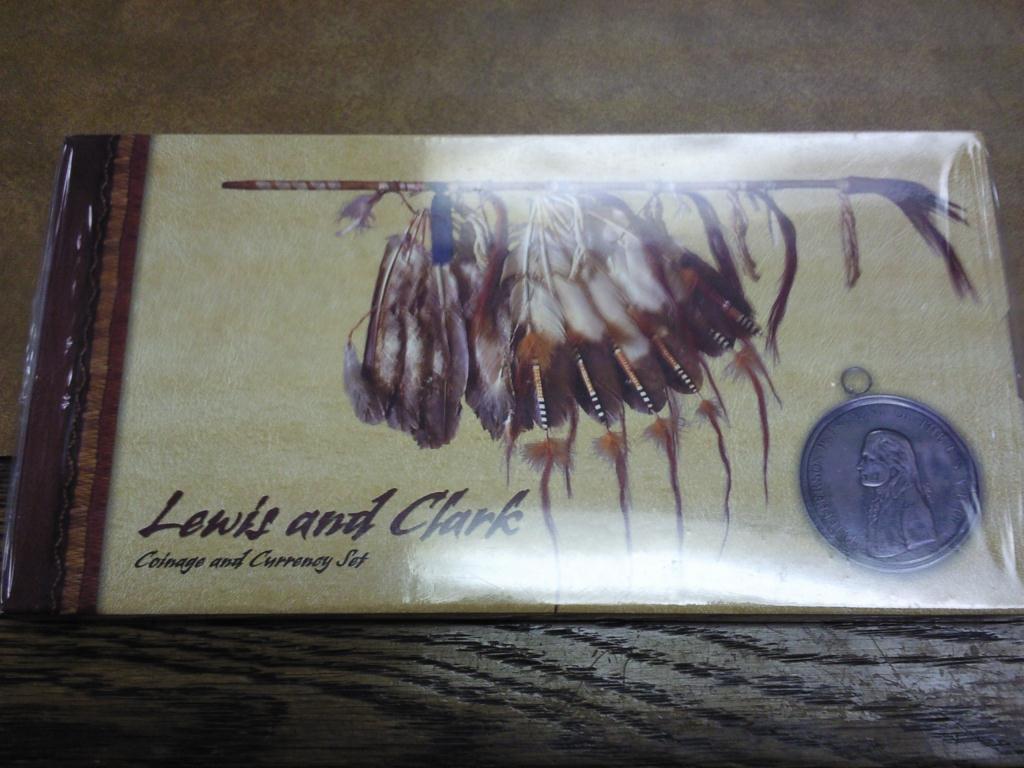 Lewis and Clark
Coinage and Currency Set